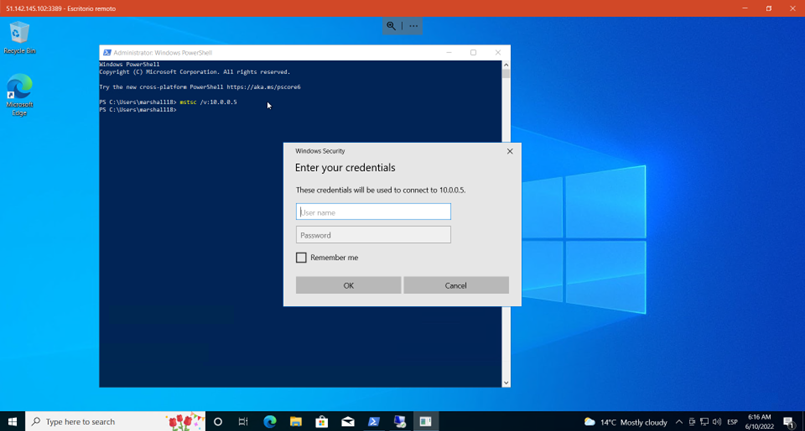 51.142.145.102:3389 - Escritorio remoto
Recycle Bin
Microsoft
Edge
Administrator: Windows PowerShell
Windows PowerShell
Copyright (C) Microsoft Corporation. All rights reserved.
Try the new cross-platform PowerShell https://aka.ms/pscore6
PS C:\Users\marshall18> mstsc /v:10.0.0.5
PS C:\Users\marshall18>
Windows Security
Enter your credentials
These credentials will be used to connect to 10.0.0.5.
User name
Password
Remember me
OK
Cancel
Type here to search
14°C Mostly cloudy
ESP
6:16 AM
6/10/2022
1